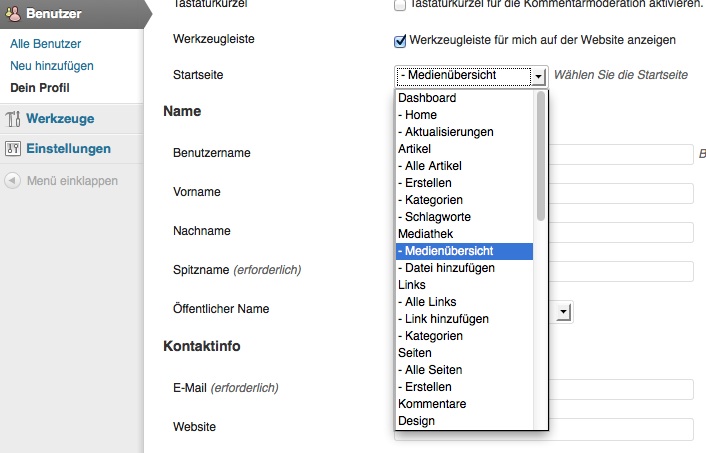 Benutzer
Alle Benutzer
Neu hinzufügen
Dein Profil
Werkzeuge
Einstellungen
Menü einklappen
Tastaturkürzel
Tastaturkürzel für die Kommentarmoderation aktivieren.
Werkzeugleiste
Werkzeugleiste für mich auf der Website anzeigen
Startseite
- Medienübersicht
Wählen Sie die Startseite
Dashboard
- Home
- Aktualisierungen
Artikel
- Alle Artikel
- Erstellen
- Kategorien
- Schlagworte
Mediathek
- Medienübersicht
- Datei hinzufügen
Links
- Alle Links
- Link hinzufügen
- Kategorien
Seiten
- Alle Seiten
- Erstellen
Kommentare
Design
Name
Benutzername
B
Vorname
Nachname
Spitzname (erforderlich)
Öffentlicher Name
Kontaktinfo
E-Mail (erforderlich)
Website